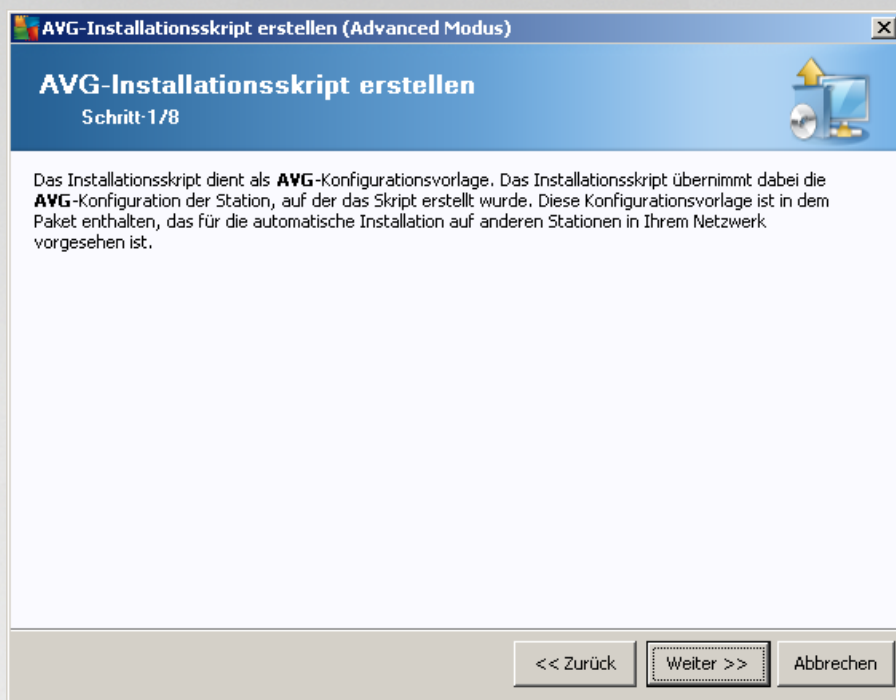 AVG-Installationsskript erstellen (Advanced Modus)
AVG-Installationsskript erstellen
Schritt-1/8
Das Installationsskript dient als AVG-Konfigurationsvorlage. Das Installationsskript übernimmt dabei die
AVG-Konfiguration der Station, auf der das Skript erstellt wurde. Diese Konfigurationsvorlage ist in dem
Paket enthalten, das für die automatische Installation auf anderen Stationen in Ihrem Netzwerk
vorgesehen ist.
<< Zurück
Weiter >>
Abbrechen